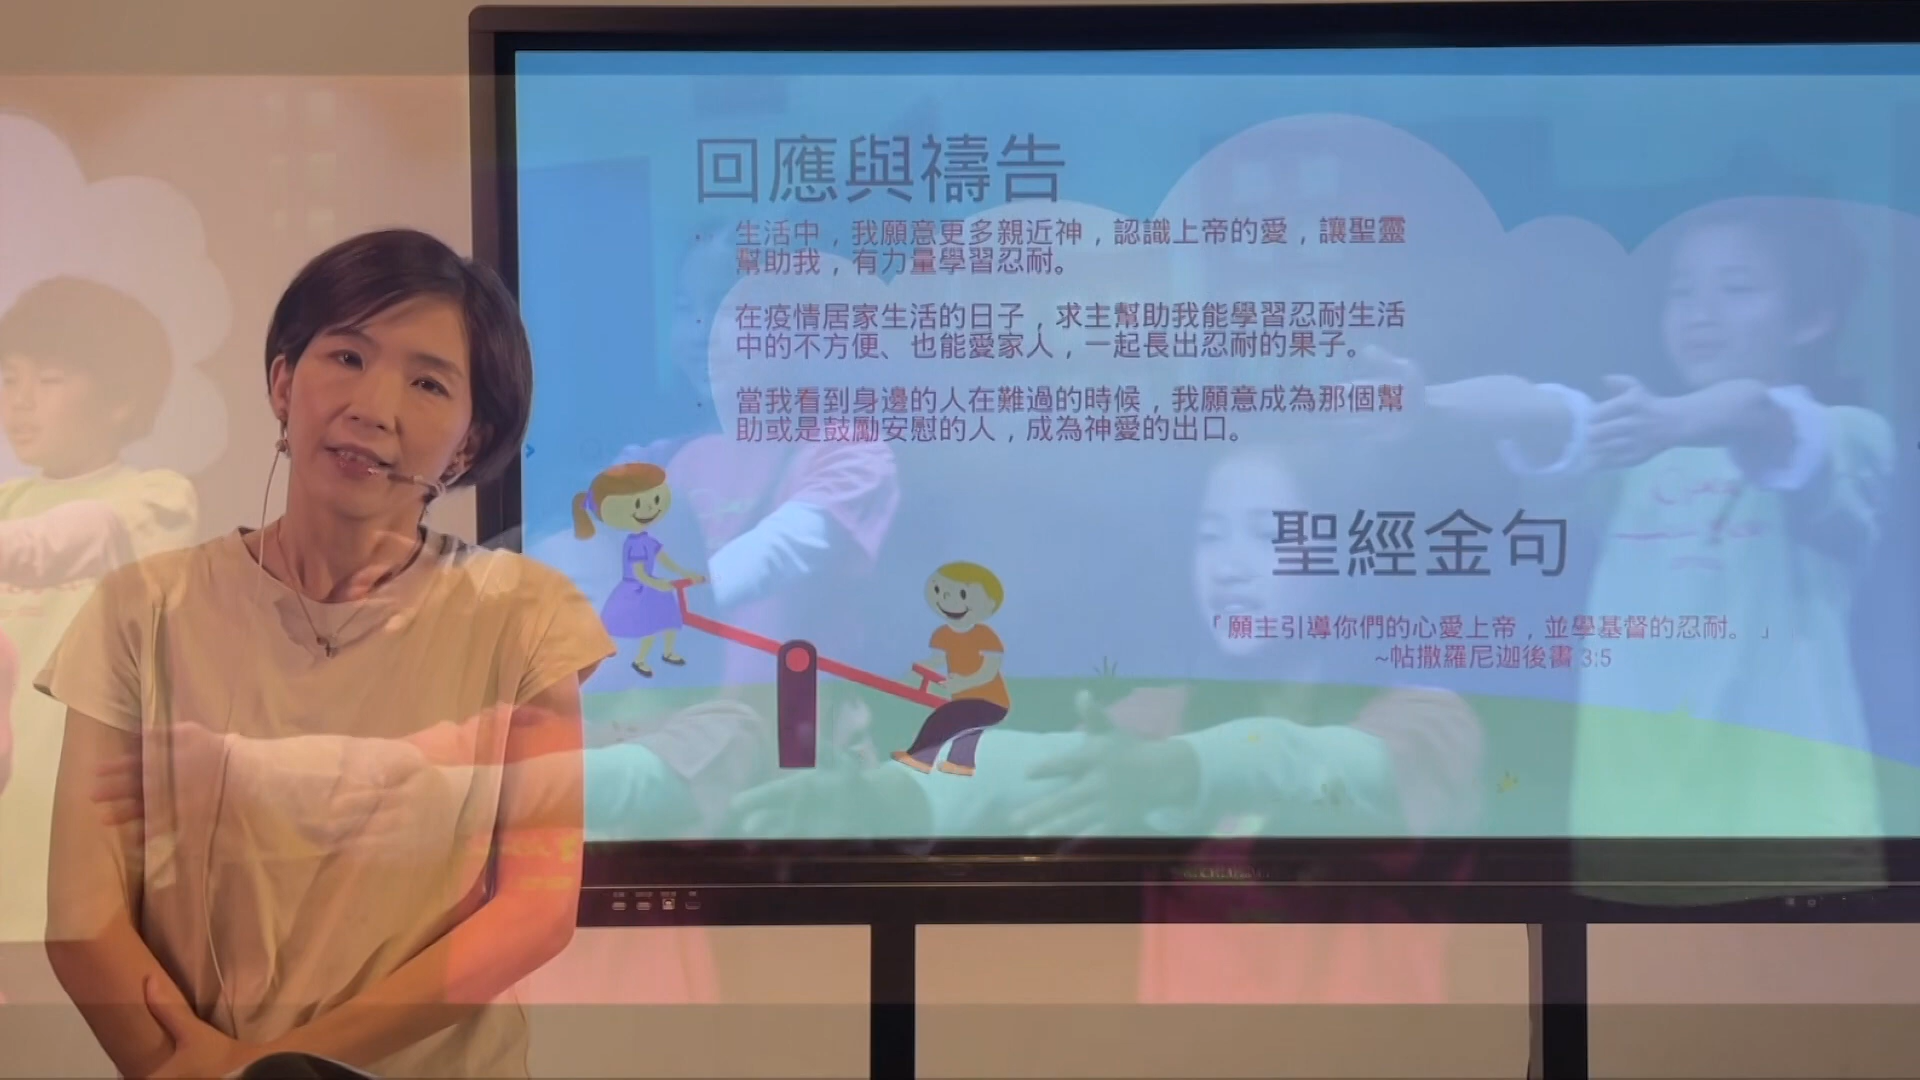 回應與禱告
生活中，我願意更多親近神，認識上帝的愛，讓聖靈
幫助我，有力量學習忍耐。
在疫情居家生活的日子，求主幫助我能學習忍耐生活
中的不方便、也能愛家人，一起長出忍耐的果子。
當我看到身邊的人在難過的時候，我願意成為那個幫
助或是鼓勵安慰的人，成為神愛的出口。
聖經金句
「願主引導你們的心愛上帝，並學基督的忍耐。」
~帖撒羅尼迦後書 3:5